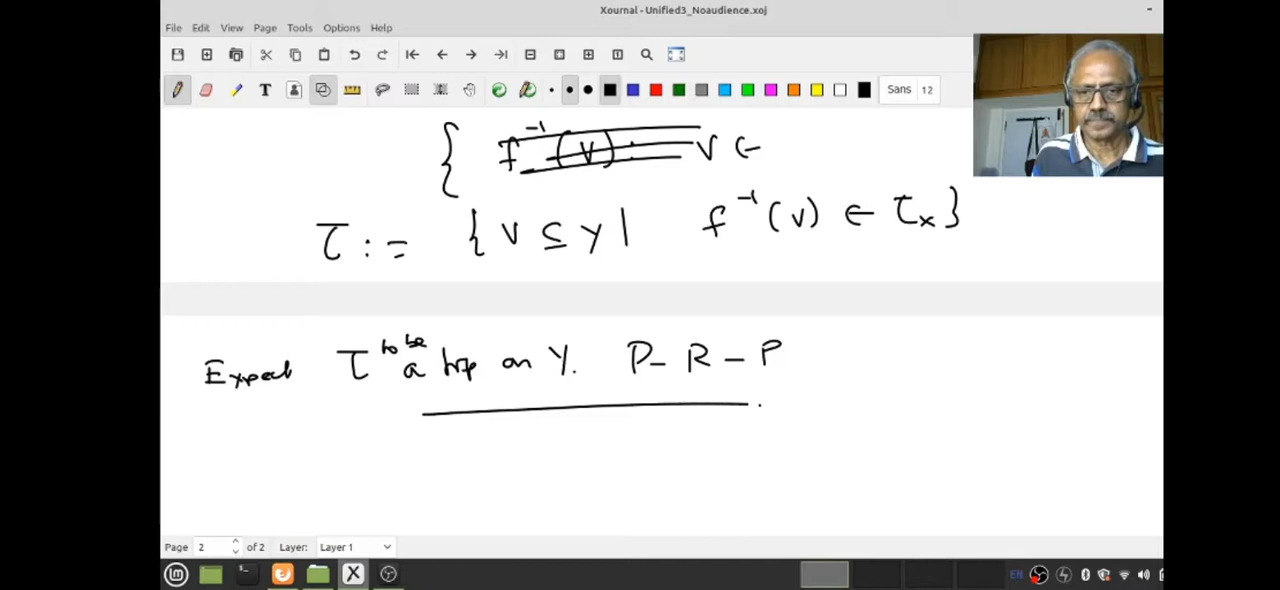 Xournal - Unified3_Noaudience.xoj
File Edit View Page Tools Options Help
T Sans 12
{ f⁻¹(V) : V ∈
τ := { V ⊆ Y | f⁻¹(V) ∈ τₓ }
Expect τ to be a top on Y. P – R – P
Page 2 of 2 Layer: Layer 1
EN